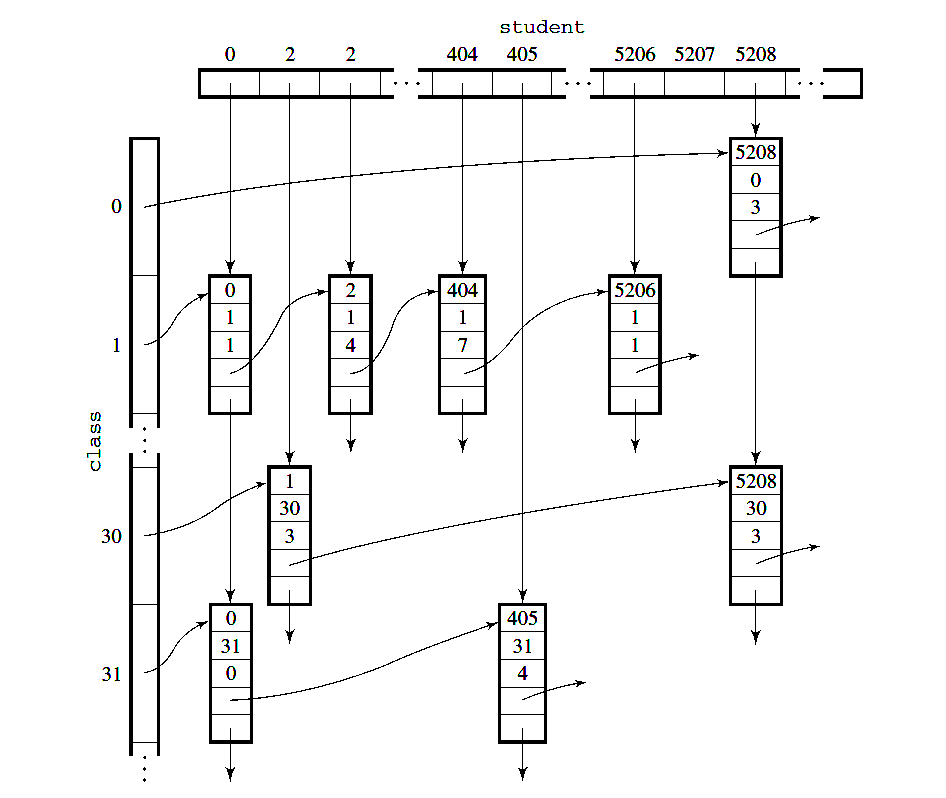 student
0 2 2 404 405 5206 5207 5208
··· ··· ···
5208
0 0
3
0 2 404 5206
1 1 1 1
1 1 4 7 1
class
1 5208
30 30 30
3 3
0 405
31 31
31 0 4